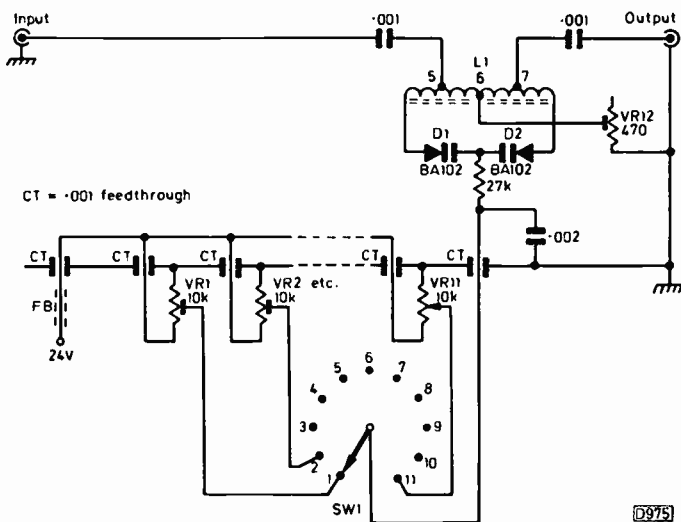 Input
·001
·001
Output
L1
5
6
7
D1
D2
BA102
BA102
VR12
470
27k
CT = ·001 feedthrough
·002
CT
CT
CT
CT
CT
VR1
10k
VR2 etc.
10k
VR11
10k
FB
24V
1
2
3
4
5
6
7
8
9
10
11
SW1
D975